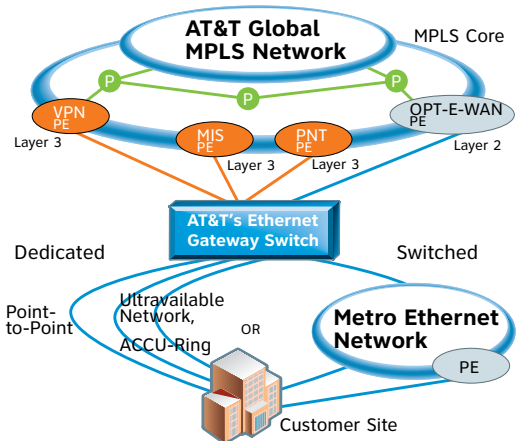 AT&T Global
MPLS Network
MPLS Core
P
P
P
VPN
PE
OPT-E-WAN
PE
MIS
PE
PNT
PE
Layer 3
Layer 3
Layer 3
Layer 2
AT&T's Ethernet
Gateway Switch
Dedicated
Switched
Point-
to-Point
Ultravailable
Network,
ACCU-Ring
OR
Metro Ethernet
Network
PE
Customer Site